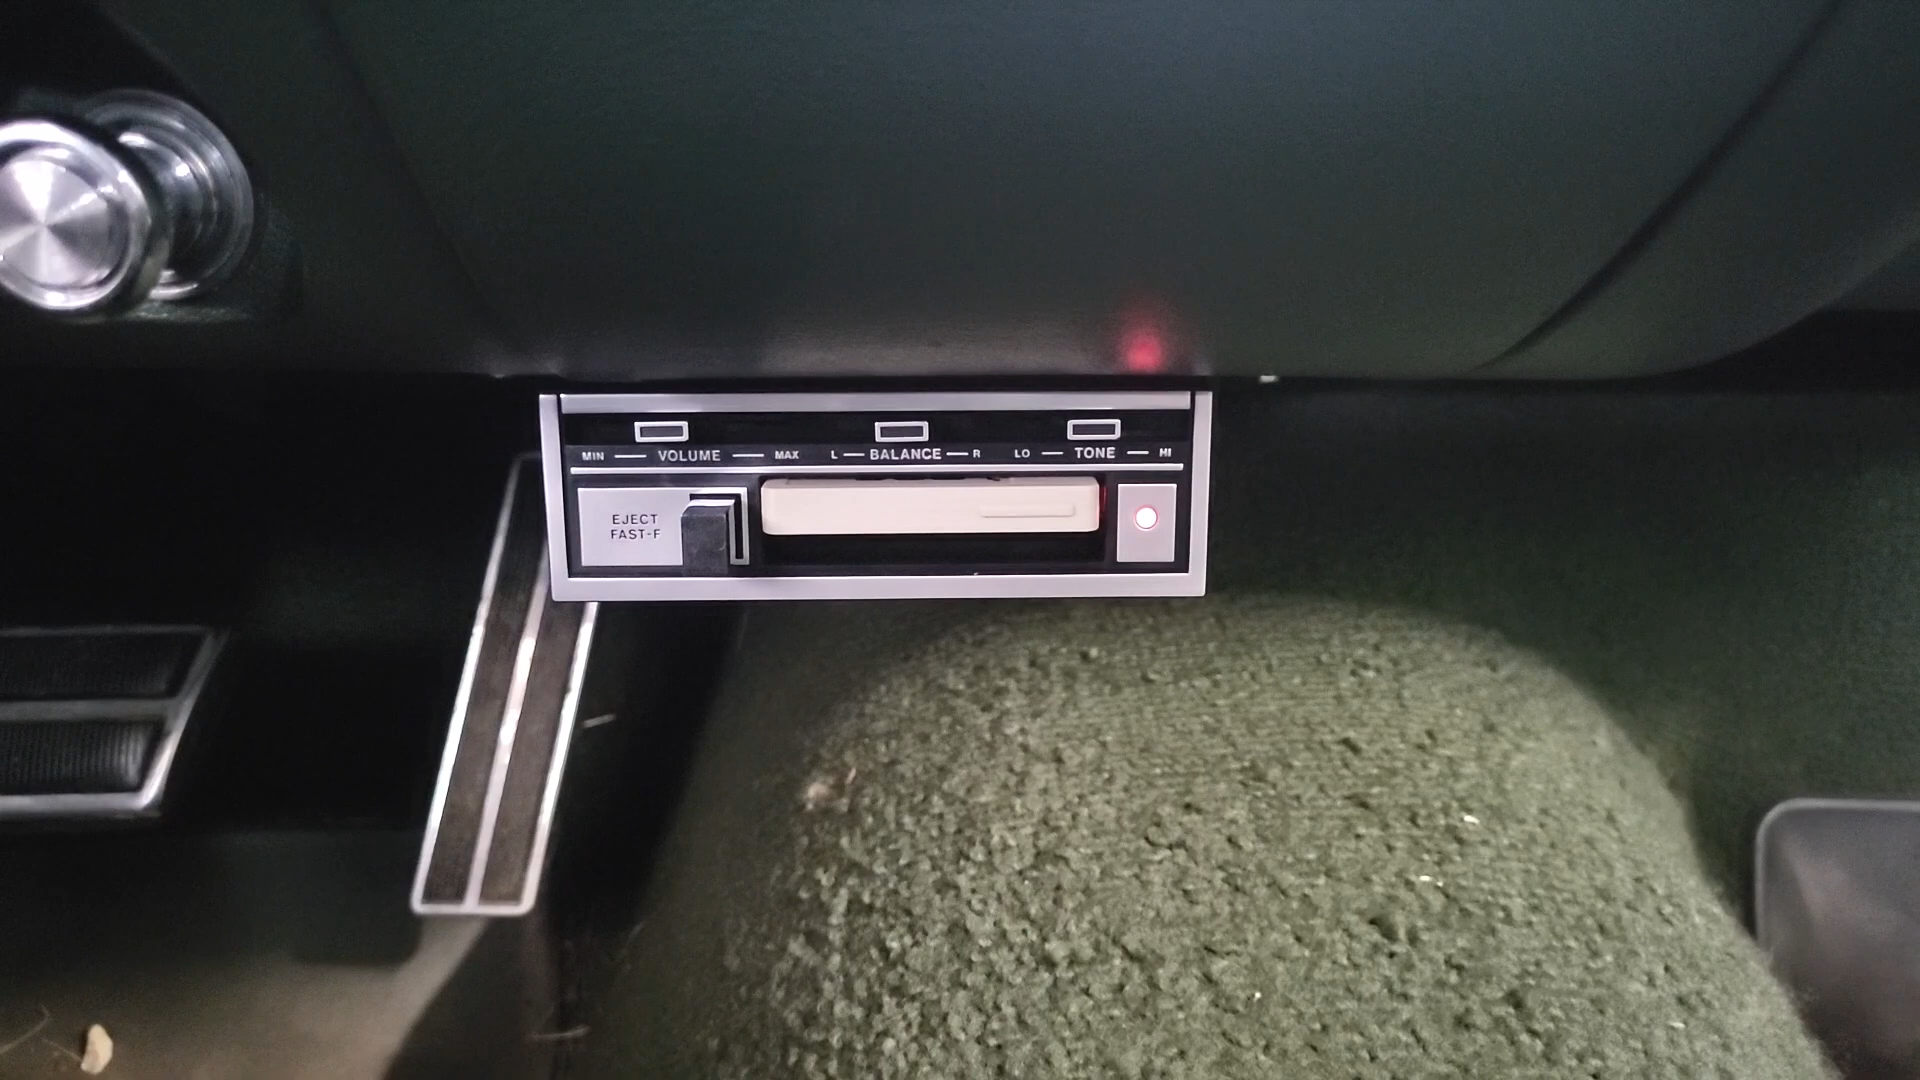 MIN — VOLUME — MAX L — BALANCE — R LO — TONE — HI
EJECT
FAST-F